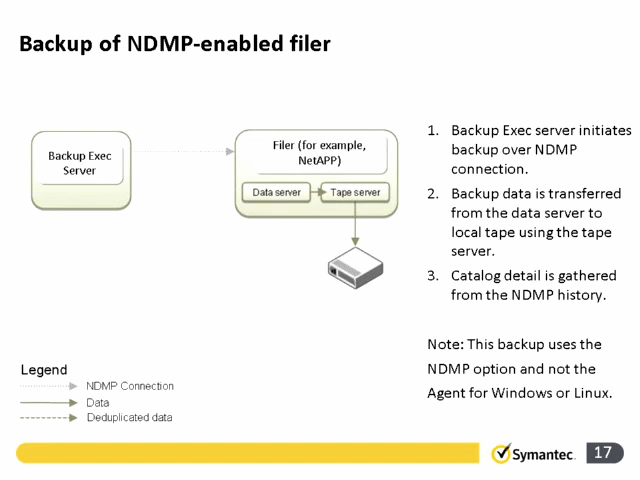 Backup of NDMP-enabled filer
Backup Exec
Server
Filer (for example,
NetAPP)
Data server
Tape server
1. Backup Exec server initiates
backup over NDMP
connection.
2. Backup data is transferred
from the data server to
local tape using the tape
server.
3. Catalog detail is gathered
from the NDMP history.
Note: This backup uses the
NDMP option and not the
Agent for Windows or Linux.
Legend
NDMP Connection
Data
Deduplicated data
Symantec.
17